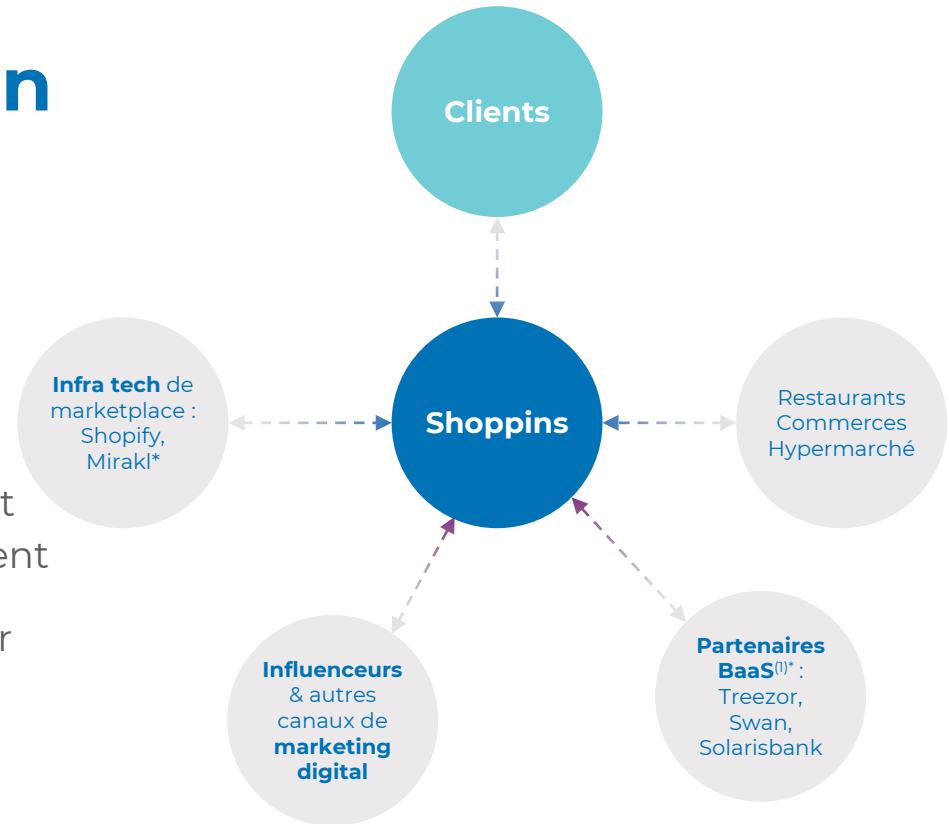 n
Clients
Infra tech de
marketplace :
Shopify,
Mirakl*
Shoppins
Restaurants
Commerces
Hypermarché
t
ent
r
Influenceurs
& autres
canaux de
marketing
digital
Partenaires
BaaS(1)* :
Treezor,
Swan,
Solarisbank